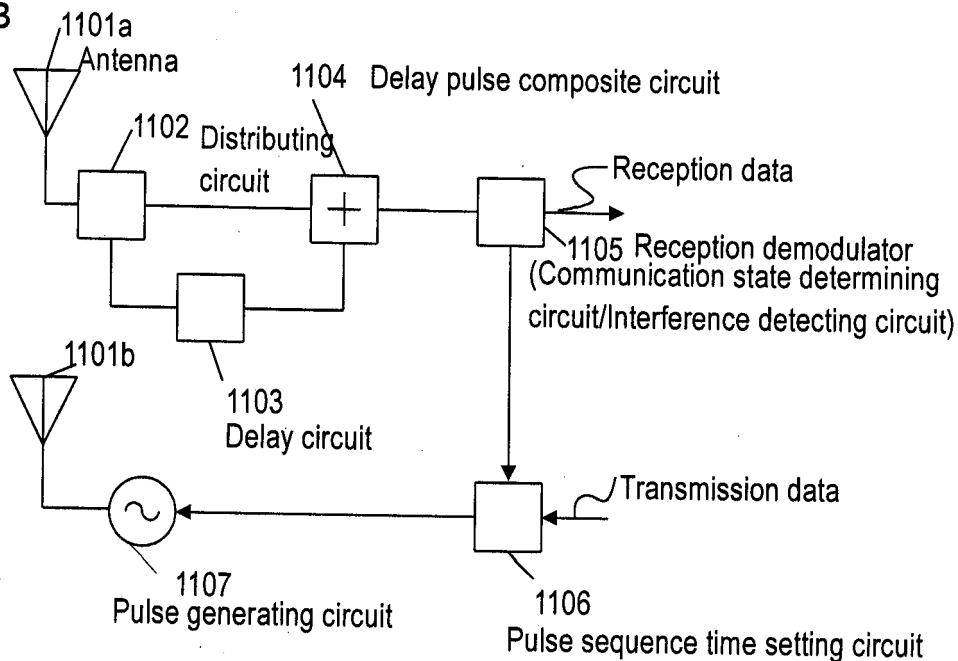 1101a
Antenna
1104 Delay pulse composite circuit
1102 Distributing
circuit
Reception data
1105 Reception demodulator
(Communication state determining
circuit/Interference detecting circuit)
1101b
1103
Delay circuit
Transmission data
1107
Pulse generating circuit
1106
Pulse sequence time setting circuit